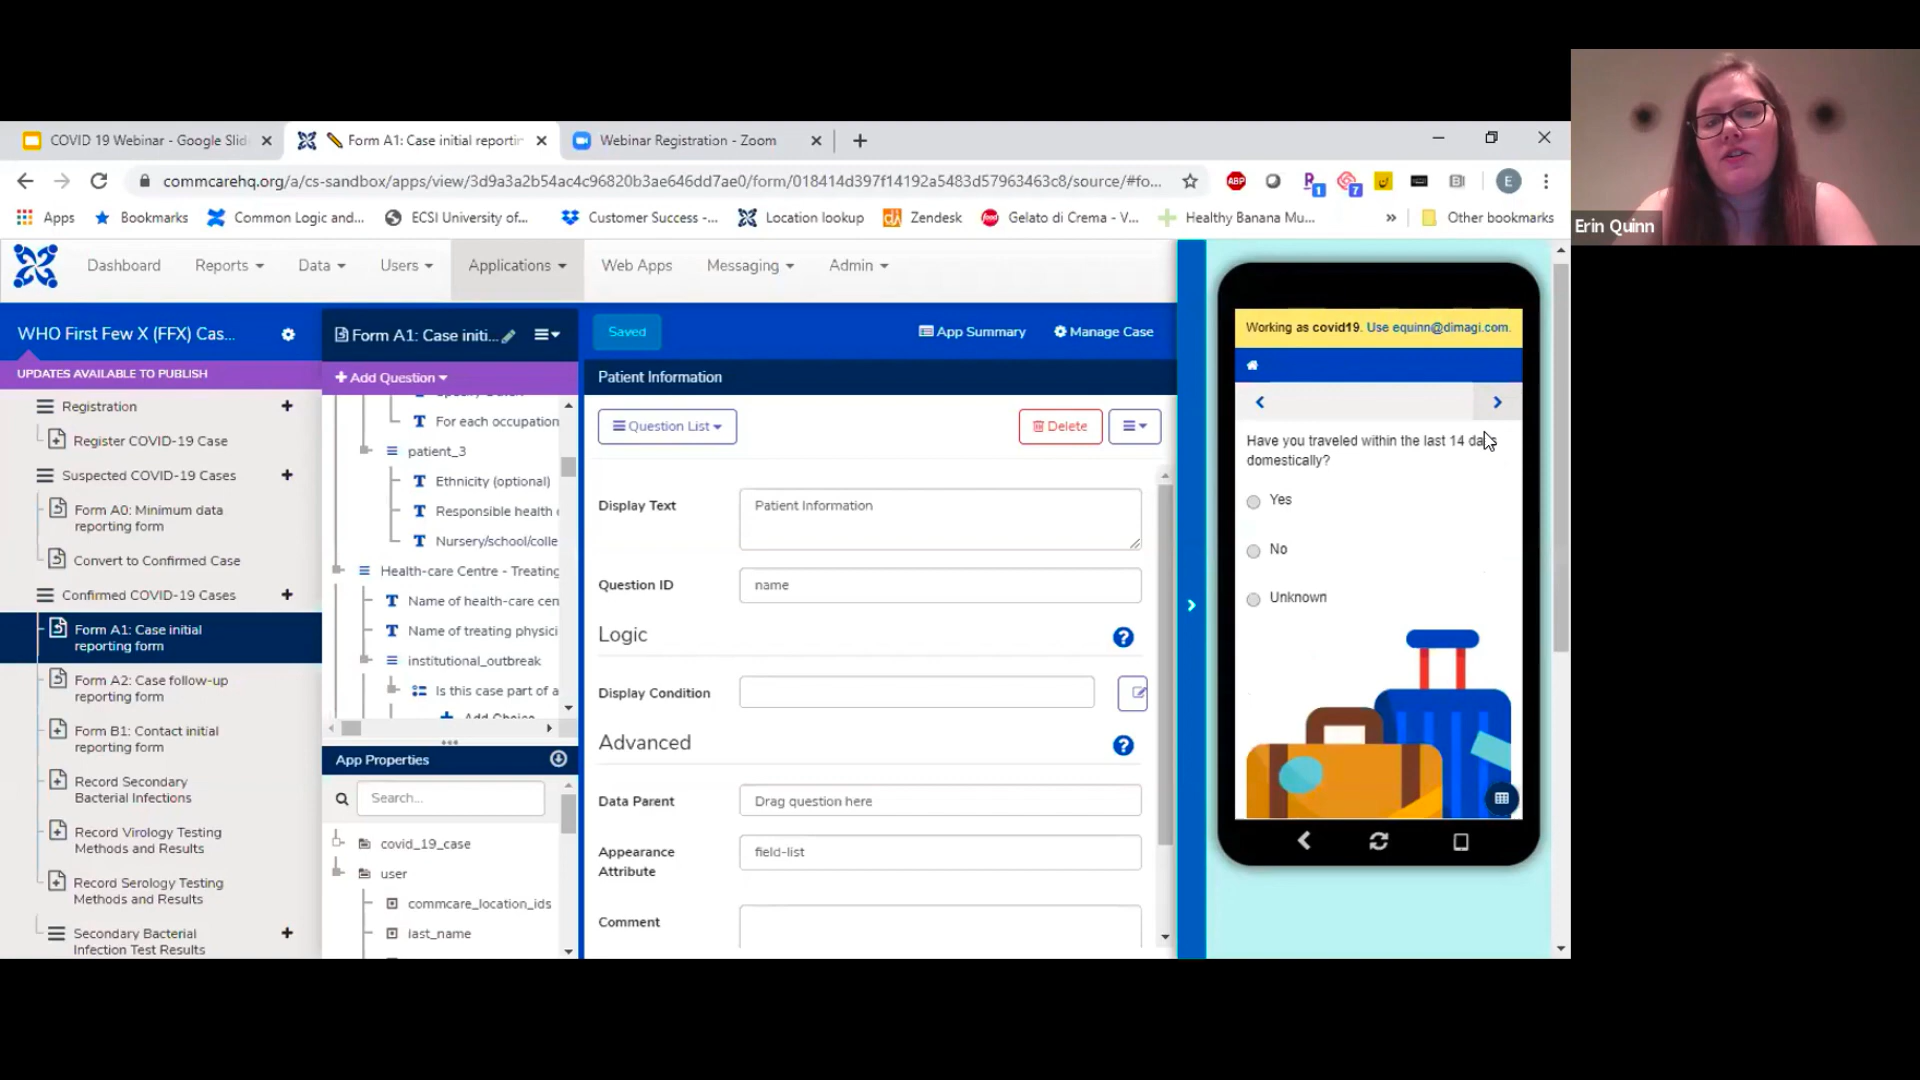 COVID 19 Webinar - Google Slid
Form A1: Case initial reportin
Webinar Registration - Zoom
commcarehq.org/a/cs-sandbox/apps/view/3d9a3a2b54ac4c96820b3ae646dd7ae0/form/018414d397f14192a5483d57963463c8/source/#fo...
ABP
1
7
E
Apps
Bookmarks
Common Logic and...
ECSI University of...
Customer Success -...
Location lookup
Zendesk
Gelato di Crema - V...
Healthy Banana Mu...
»
Other bookmarks
Erin Quinn
Dashboard
Reports
Data
Users
Applications
Web Apps
Messaging
Admin
WHO First Few X (FFX) Cas...
UPDATES AVAILABLE TO PUBLISH
Registration
Register COVID-19 Case
Suspected COVID-19 Cases
Form A0: Minimum data
reporting form
Convert to Confirmed Case
Confirmed COVID-19 Cases
Form A1: Case initial
reporting form
Form A2: Case follow-up
reporting form
Form B1: Contact initial
reporting form
Record Secondary
Bacterial Infections
Record Virology Testing
Methods and Results
Record Serology Testing
Methods and Results
Secondary Bacterial
Infection Test Results
Form A1: Case initi...
Add Question
For each occupation
patient_3
Ethnicity (optional)
Responsible health
Nursery/school/colle
Health-care Centre - Treating
Name of health-care cen
Name of treating physici
institutional_outbreak
Is this case part of a
Add Choice
App Properties
Search...
covid_19_case
user
commcare_location_ids
last_name
Saved
App Summary
Manage Case
Patient Information
Question List
Delete
Display Text
Patient Information
Question ID
name
Logic
Display Condition
Advanced
Data Parent
Drag question here
Appearance
Attribute
field-list
Comment
Working as covid19. Use equinn@dimagi.com.
Have you traveled within the last 14 days
domestically?
Yes
No
Unknown